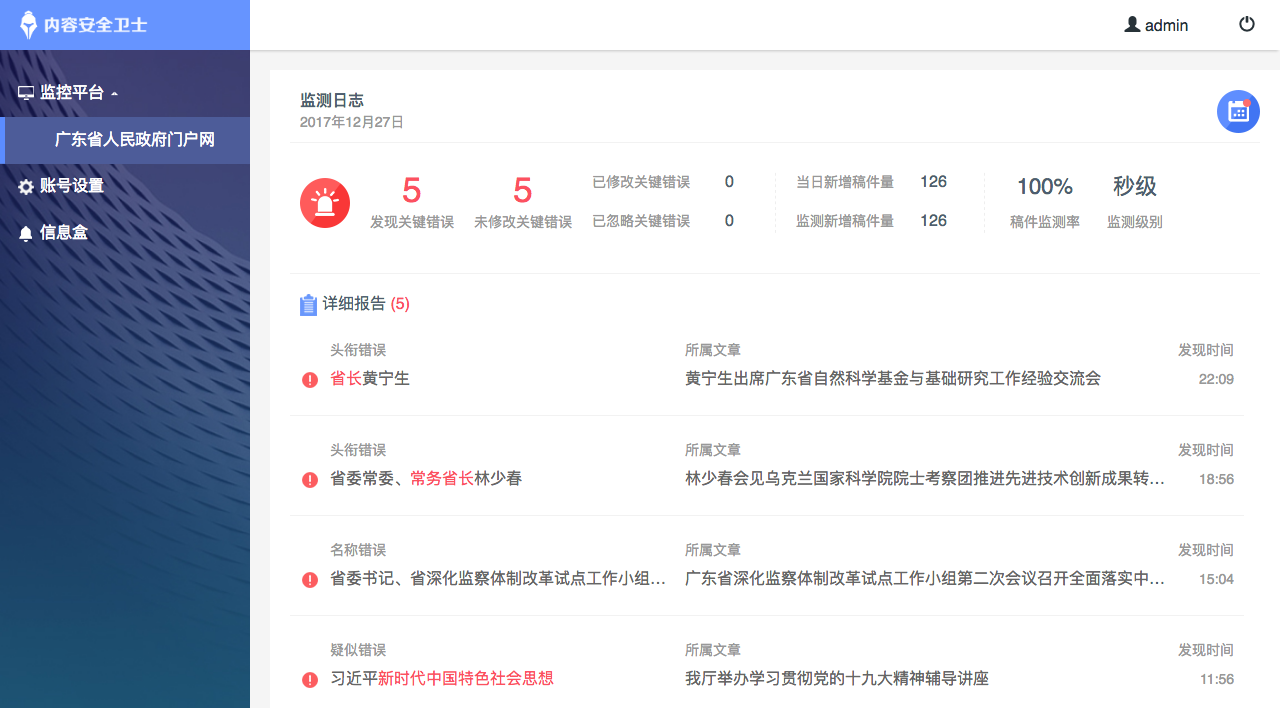 内容安全卫士
admin
监控平台
广东省人民政府门户网
账号设置
信息盒
监测日志
2017年12月27日
5
发现关键错误
5
未修改关键错误
已修改关键错误 0
已忽略关键错误 0
当日新增稿件量 126
监测新增稿件量 126
100%
稿件监测率
秒级
监测级别
详细报告 (5)
头衔错误 所属文章 发现时间
省长黄宁生 黄宁生出席广东省自然科学基金与基础研究工作经验交流会 22:09
头衔错误 所属文章 发现时间
省委常委、常务省长林少春 林少春会见乌克兰国家科学院院士考察团推进先进技术创新成果转… 18:56
名称错误 所属文章 发现时间
省委书记、省深化监察体制改革试点工作小组… 广东省深化监察体制改革试点工作小组第二次会议召开全面落实中… 15:04
疑似错误 所属文章 发现时间
习近平新时代中国特色社会思想 我厅举办学习贯彻党的十九大精神辅导讲座 11:56